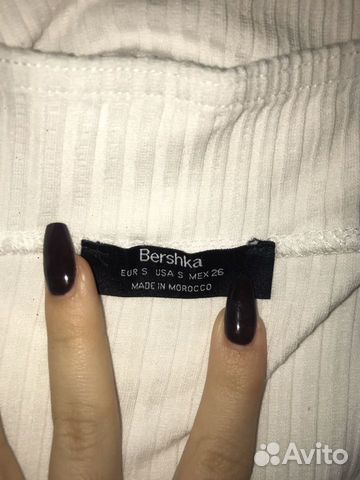 Bershka
EUR S USA S MEX 26
MADE IN MOROCCO
Avito